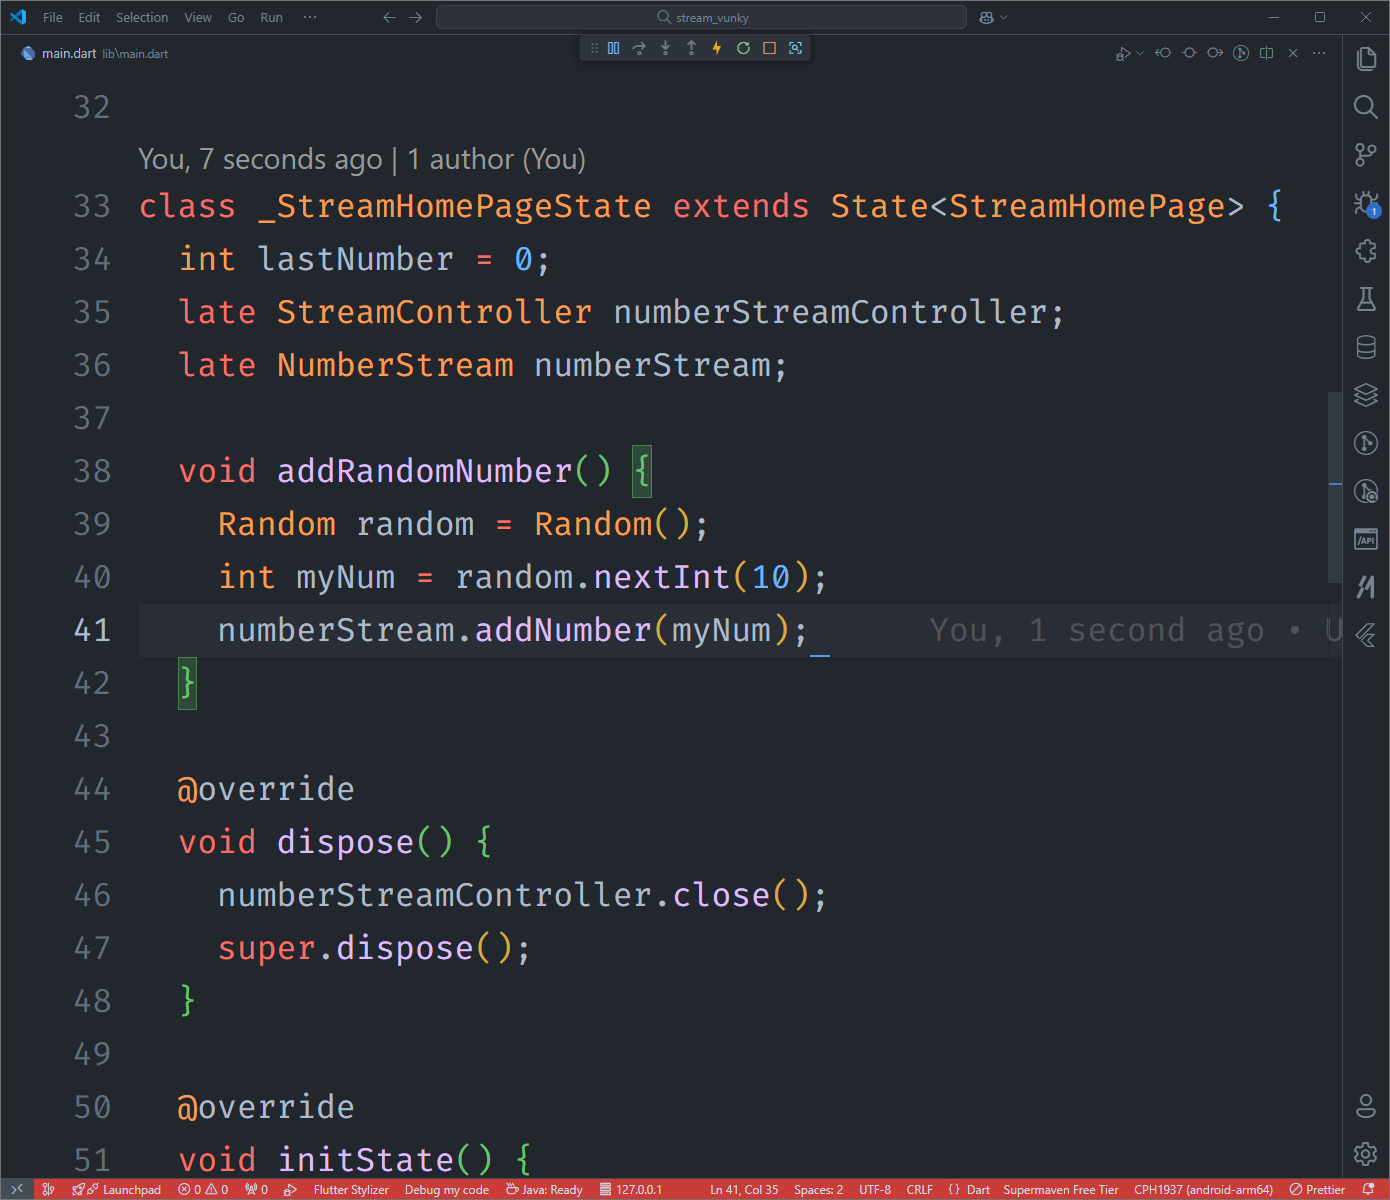 File Edit Selection View Go Run ··· stream_vunky
main.dart lib\main.dart
32
You, 7 seconds ago | 1 author (You)
33 class _StreamHomePageState extends State<StreamHomePage> {
34 int lastNumber = 0;
35 late StreamController numberStreamController;
36 late NumberStream numberStream;
37
38 void addRandomNumber() {
39 Random random = Random();
40 int myNum = random.nextInt(10);
41 numberStream.addNumber(myNum); You, 1 second ago • U
42 }
43
44 @override
45 void dispose() {
46 numberStreamController.close();
47 super.dispose();
48 }
49
50 @override
51 void initState() {
1
/API
Launchpad 0 0 0 Flutter Stylizer Debug my code Java: Ready 127.0.0.1 Ln 41, Col 35 Spaces: 2 UTF-8 CRLF { } Dart Supermaven Free Tier CPH1937 (android-arm64) Prettier